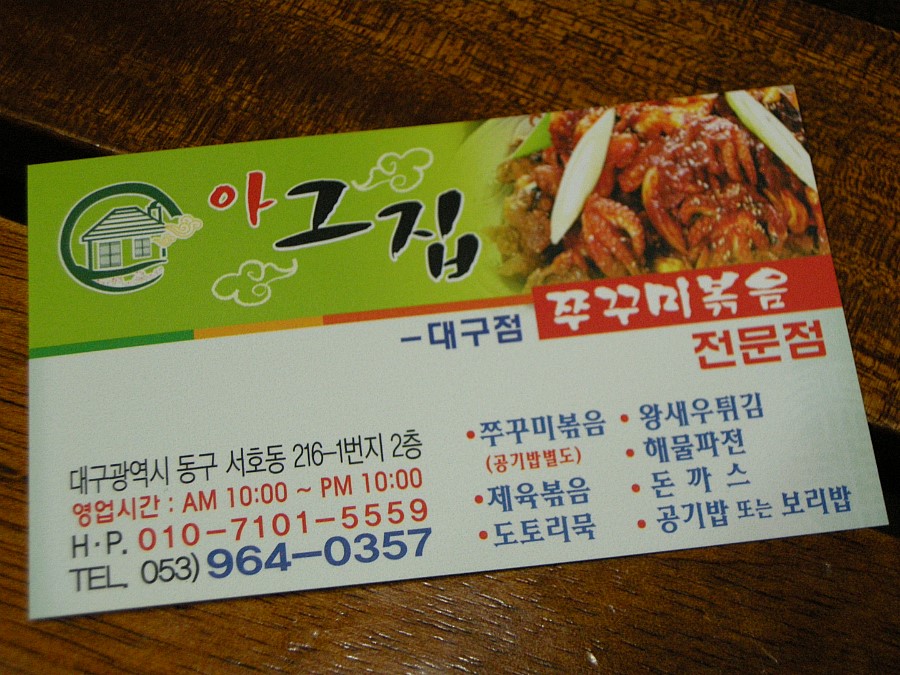 아그집
-대구점
쭈꾸미볶음
전문점
대구광역시 동구 서호동 216-1번지 2층
영업시간 : AM 10:00 ~ PM 10:00
H·P. 010-7101-5559
TEL. 053) 964-0357
•쭈꾸미볶음
(공기밥별도)
•제육볶음
•도토리묵
•왕새우튀김
•해물파전
•돈 까 스
•공기밥 또는 보리밥